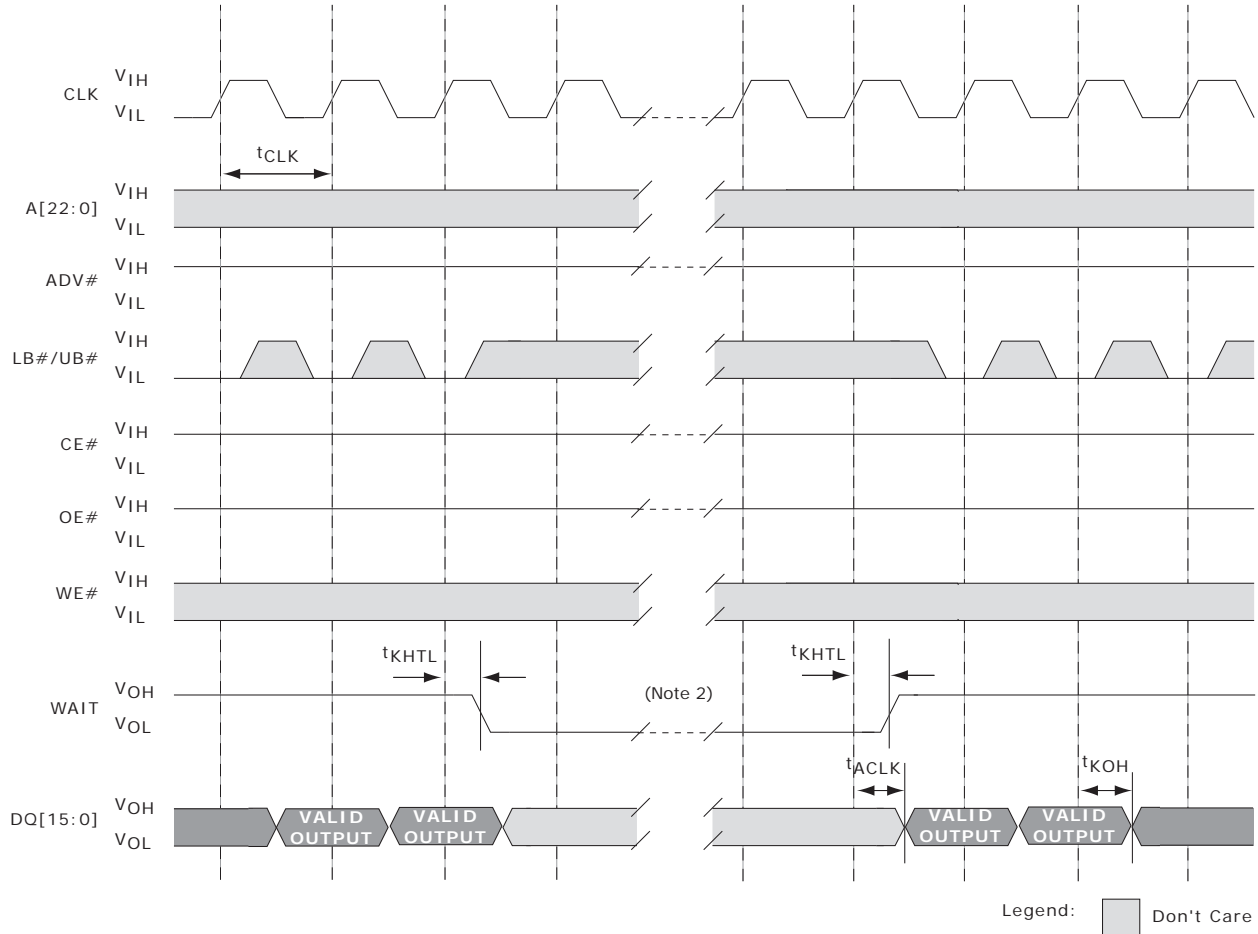 CLK VIH
VIL
tCLK
A[22:0] VIH
VIL
ADV# VIH
VIL
LB#/UB# VIH
VIL
CE# VIH
VIL
OE# VIH
VIL
WE# VIH
VIL
tKHTL tKHTL
WAIT VOH (Note 2)
VOL
tACLK tKOH
DQ[15:0] VOH VALID VALID VALID VALID
VOL OUTPUT OUTPUT OUTPUT OUTPUT
Legend: Don't Care